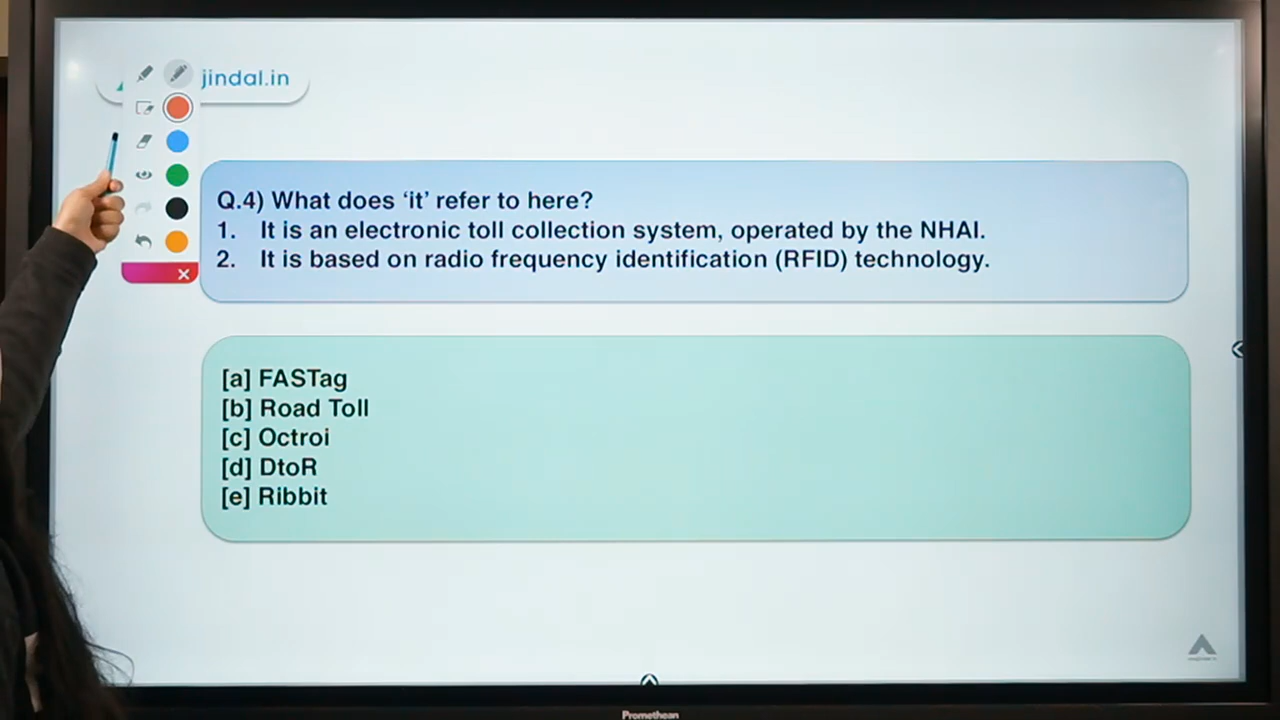 jindal.in
Q.4) What does ‘it’ refer to here?
1. It is an electronic toll collection system, operated by the NHAI.
2. It is based on radio frequency identification (RFID) technology.
[a] FASTag
[b] Road Toll
[c] Octroi
[d] DtoR
[e] Ribbit
Promethean